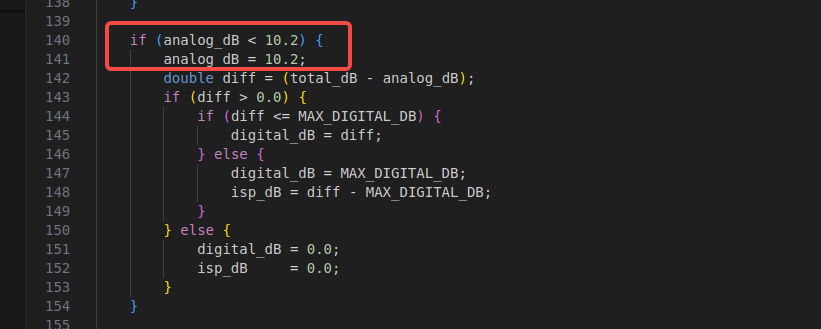 138 }
139
140 if (analog_dB < 10.2) {
141 analog_dB = 10.2;
142 double diff = (total_dB - analog_dB);
143 if (diff > 0.0) {
144 if (diff <= MAX_DIGITAL_DB) {
145 digital_dB = diff;
146 } else {
147 digital_dB = MAX_DIGITAL_DB;
148 isp_dB = diff - MAX_DIGITAL_DB;
149 }
150 } else {
151 digital_dB = 0.0;
152 isp_dB     = 0.0;
153 }
154 }
155